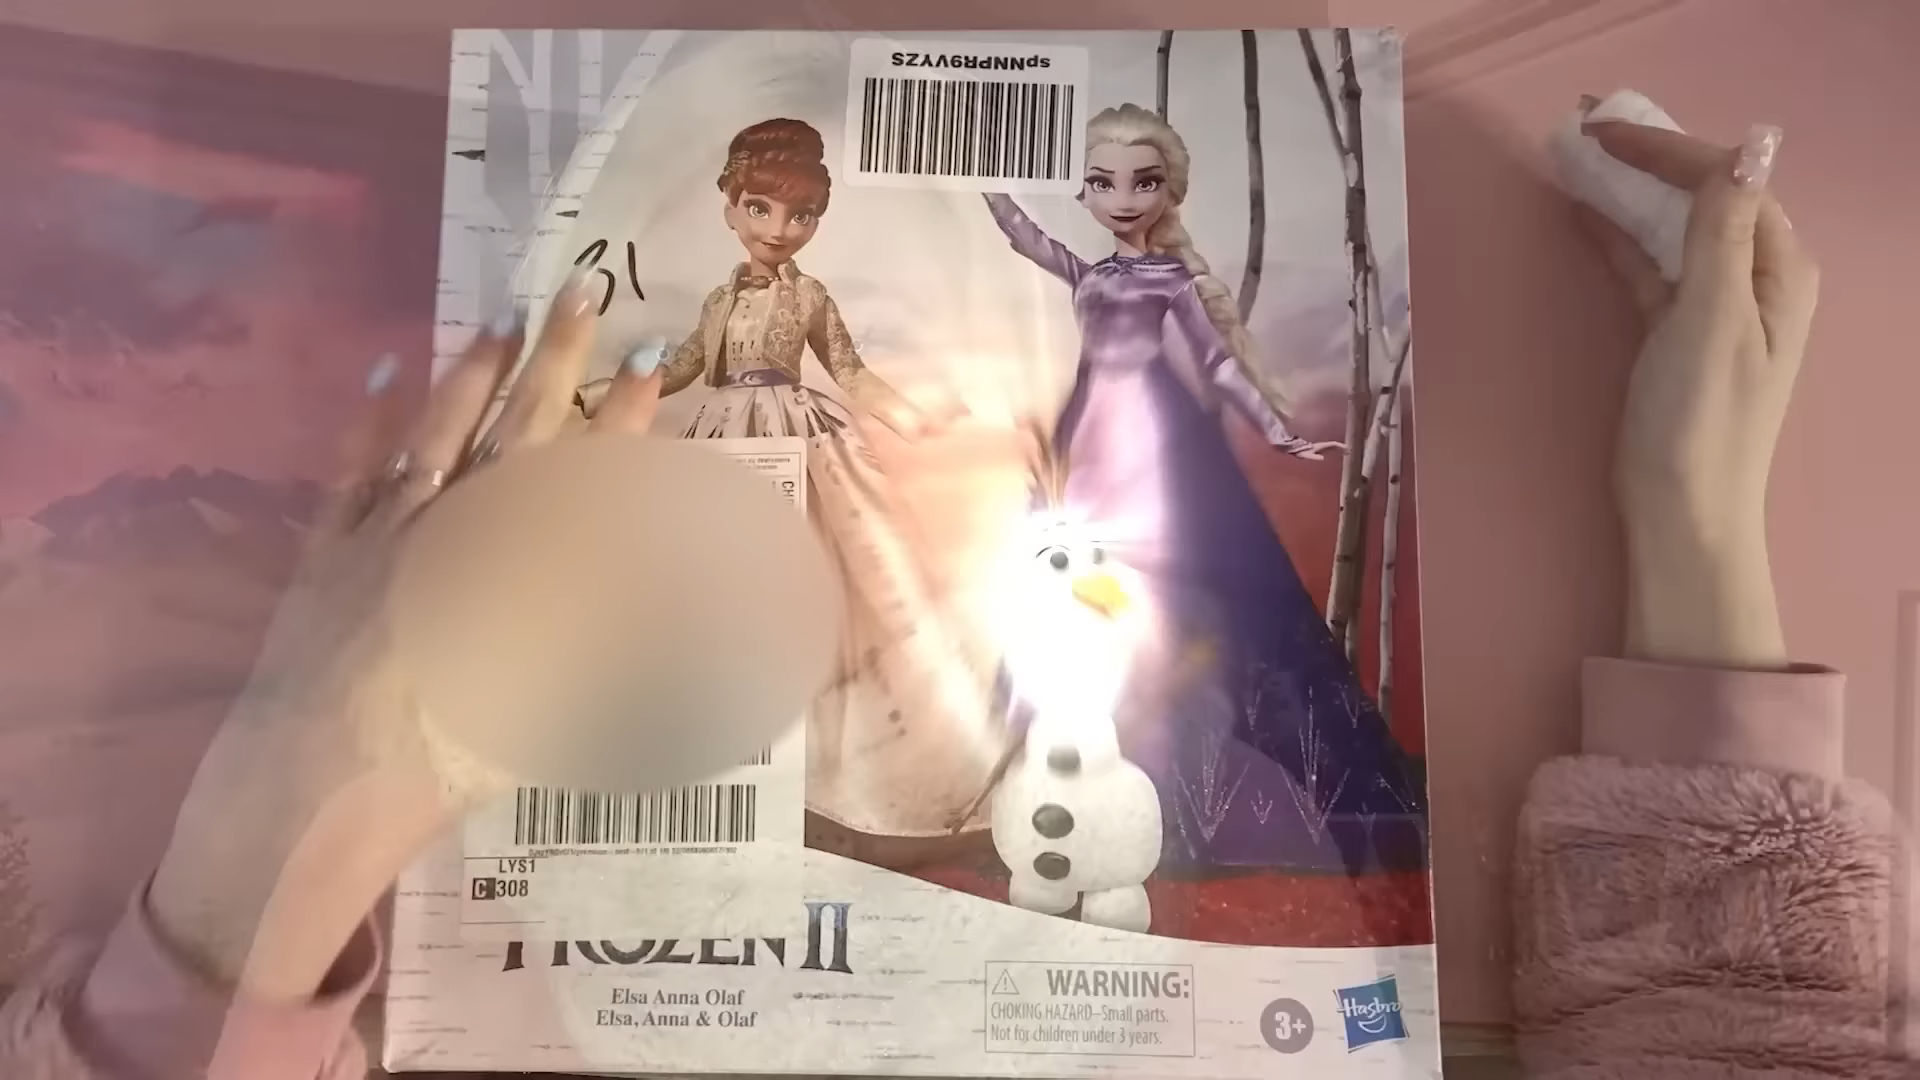 spNNPR9VYZS
31
LYS1
C 308
FROZEN II
Elsa Anna Olaf
Elsa, Anna & Olaf
WARNING:
CHOKING HAZARD–Small parts.
Not for children under 3 years.
3+
Hasbro